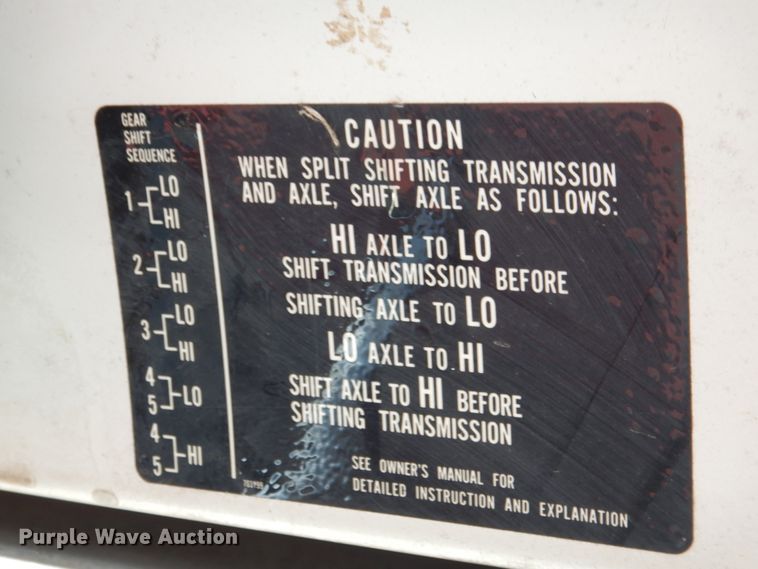 GEAR
SHIFT
SEQUENCE
1 LO
HI
2 LO
HI
3 LO
HI
4
5 LO
4
5 HI
CAUTION
WHEN SPLIT SHIFTING TRANSMISSION
AND AXLE, SHIFT AXLE AS FOLLOWS:
HI AXLE TO LO
SHIFT TRANSMISSION BEFORE
SHIFTING AXLE TO LO
LO AXLE TO HI
SHIFT AXLE TO HI BEFORE
SHIFTING TRANSMISSION
SEE OWNER'S MANUAL FOR
DETAILED INSTRUCTION AND EXPLANATION
Purple Wave Auction